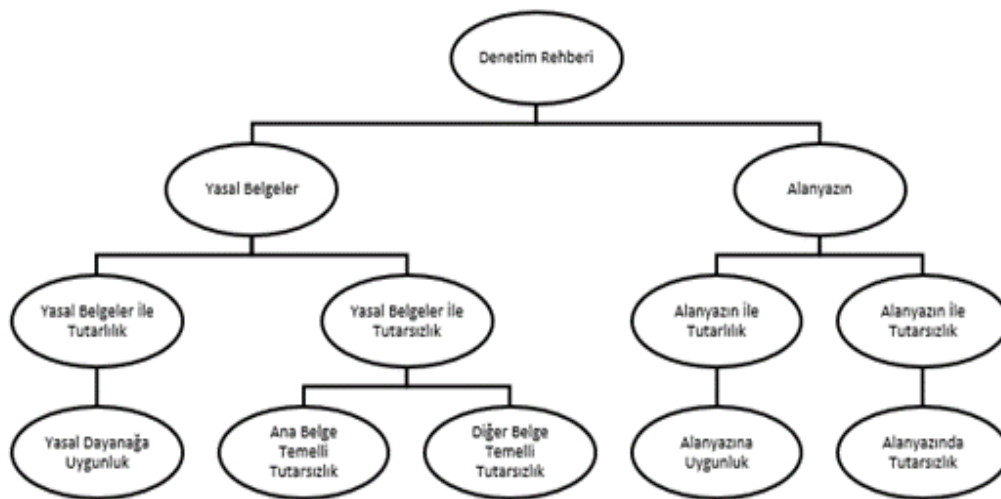 Denetim Rehberi
Yasal Belgeler
Alanyazın
Yasal Belgeler İle
Tutarlılık
Yasal Belgeler İle
Tutarsızlık
Alanyazın İle
Tutarlılık
Alanyazın İle
Tutarsızlık
Yasal Dayanağa
Uygunluk
Ana Belge
Temelli
Tutarsızlık
Diğer Belge
Temelli
Tutarsızlık
Alanyazına
Uygunluk
Alanyazında
Tutarsızlık